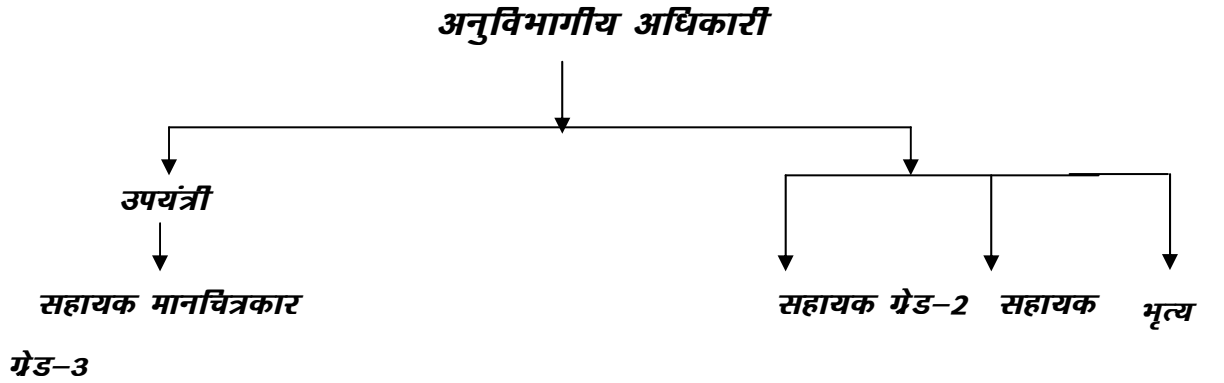 अनुविभागीय अधिकारी
उपयंत्री
सहायक मानचित्रकार सहायक ग्रेड–2 सहायक भृत्य
ग्रेड–3